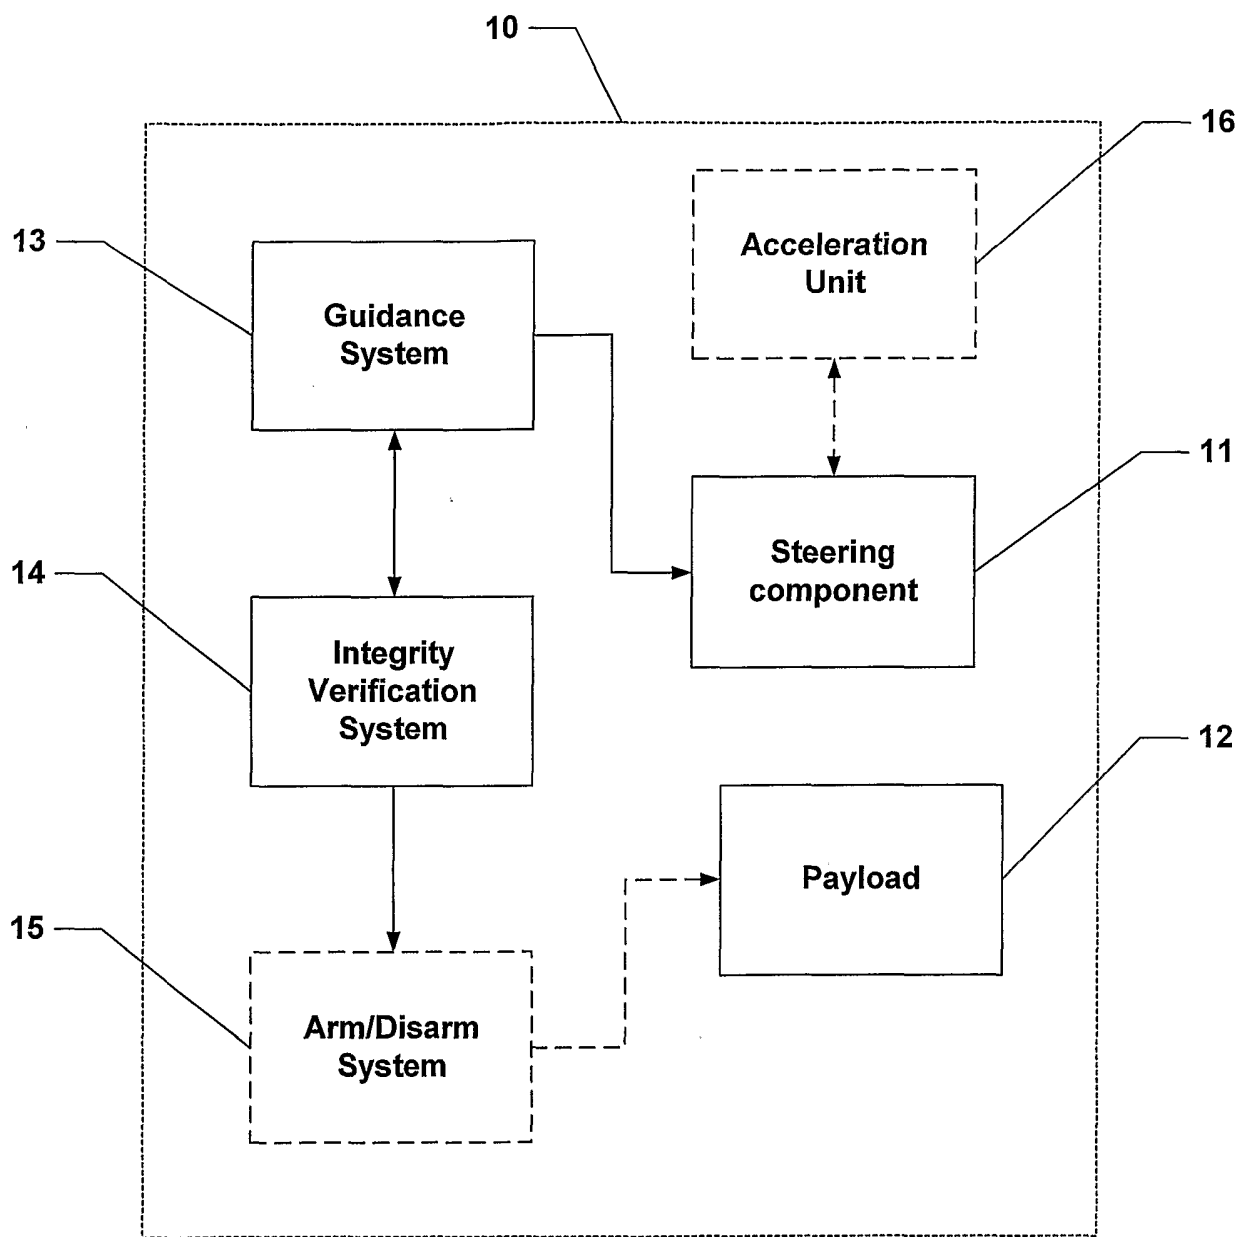 10
16
13
Acceleration
Unit
Guidance
System
11
Steering
component
14
Integrity
Verification
System
12
Payload
15
Arm/Disarm
System